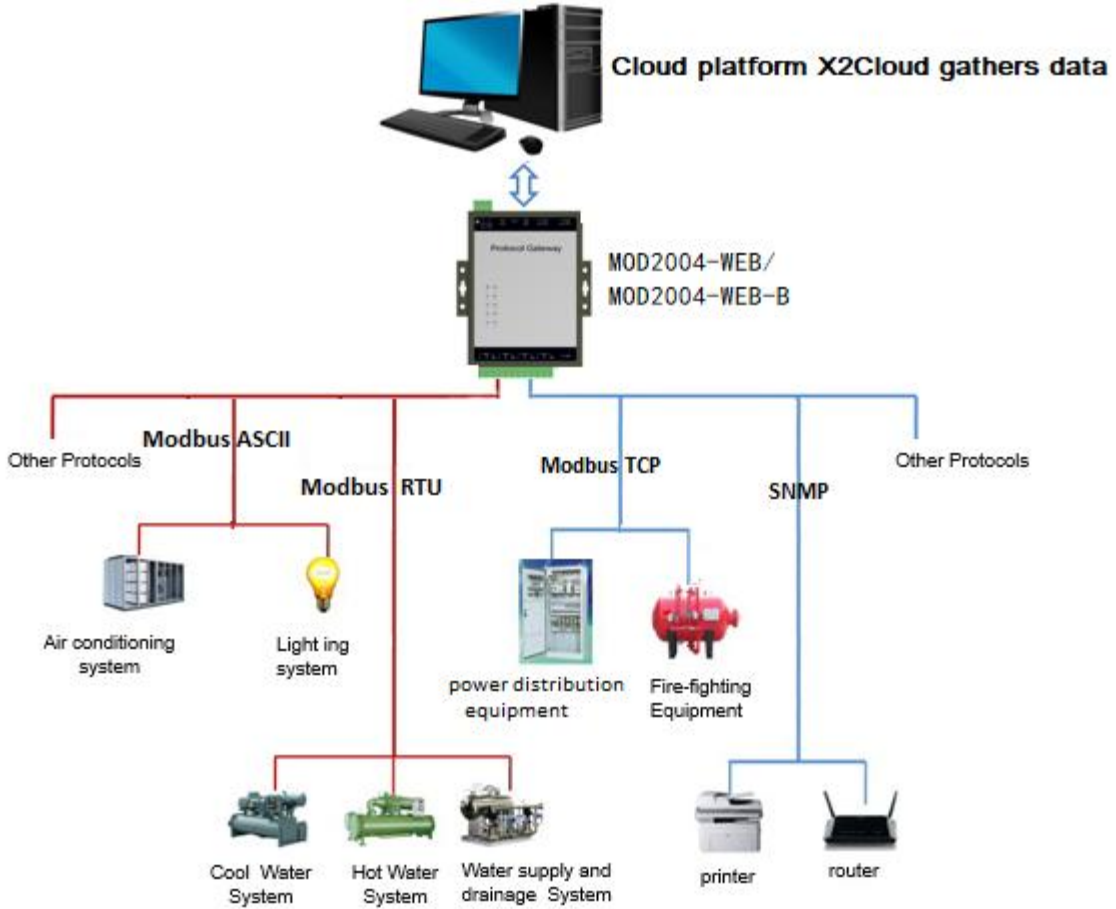 Cloud platform X2Cloud gathers data
Protocol Gateway
MOD2004-WEB/
MOD2004-WEB-B
Modbus ASCII
Other Protocols
Modbus RTU
Modbus TCP
SNMP
Other Protocols
Air conditioning
system
Light ing
system
power distribution
equipment
Fire-fighting
Equipment
Cool Water
System
Hot Water
System
Water supply and
drainage System
printer
router